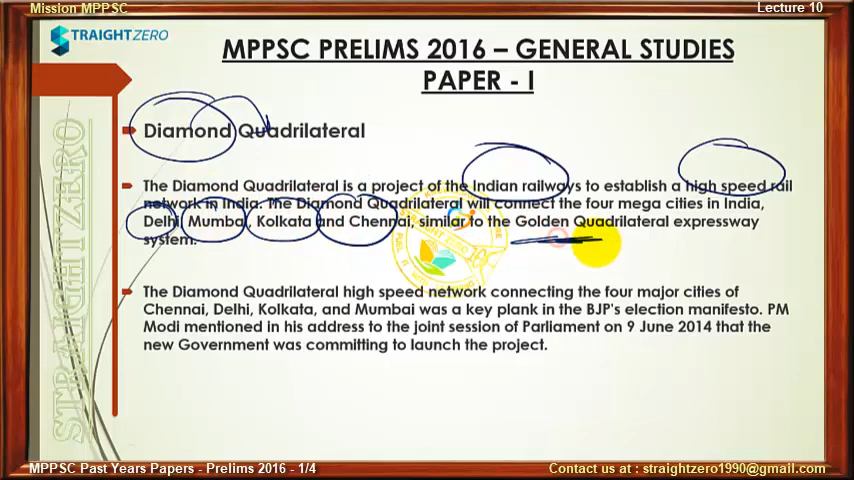 Mission MPPSC
Lecture 10
STRAIGHTZERO
MPPSC PRELIMS 2016 – GENERAL STUDIES
PAPER - I
Diamond Quadrilateral
The Diamond Quadrilateral is a project of the Indian railways to establish a high speed rail
network in India. The Diamond Quadrilateral will connect the four mega cities in India,
Delhi, Mumbai, Kolkata and Chennai, similar to the Golden Quadrilateral expressway
system.
The Diamond Quadrilateral high speed network connecting the four major cities of
Chennai, Delhi, Kolkata, and Mumbai was a key plank in the BJP's election manifesto. PM
Modi mentioned in his address to the joint session of Parliament on 9 June 2014 that the
new Government was committing to launch the project.
STRAIGHT ZERO
STRAIGHT ZERO
MPPSC Past Years Papers - Prelims 2016 - 1/4
Contact us at : straightzero1990@gmail.com